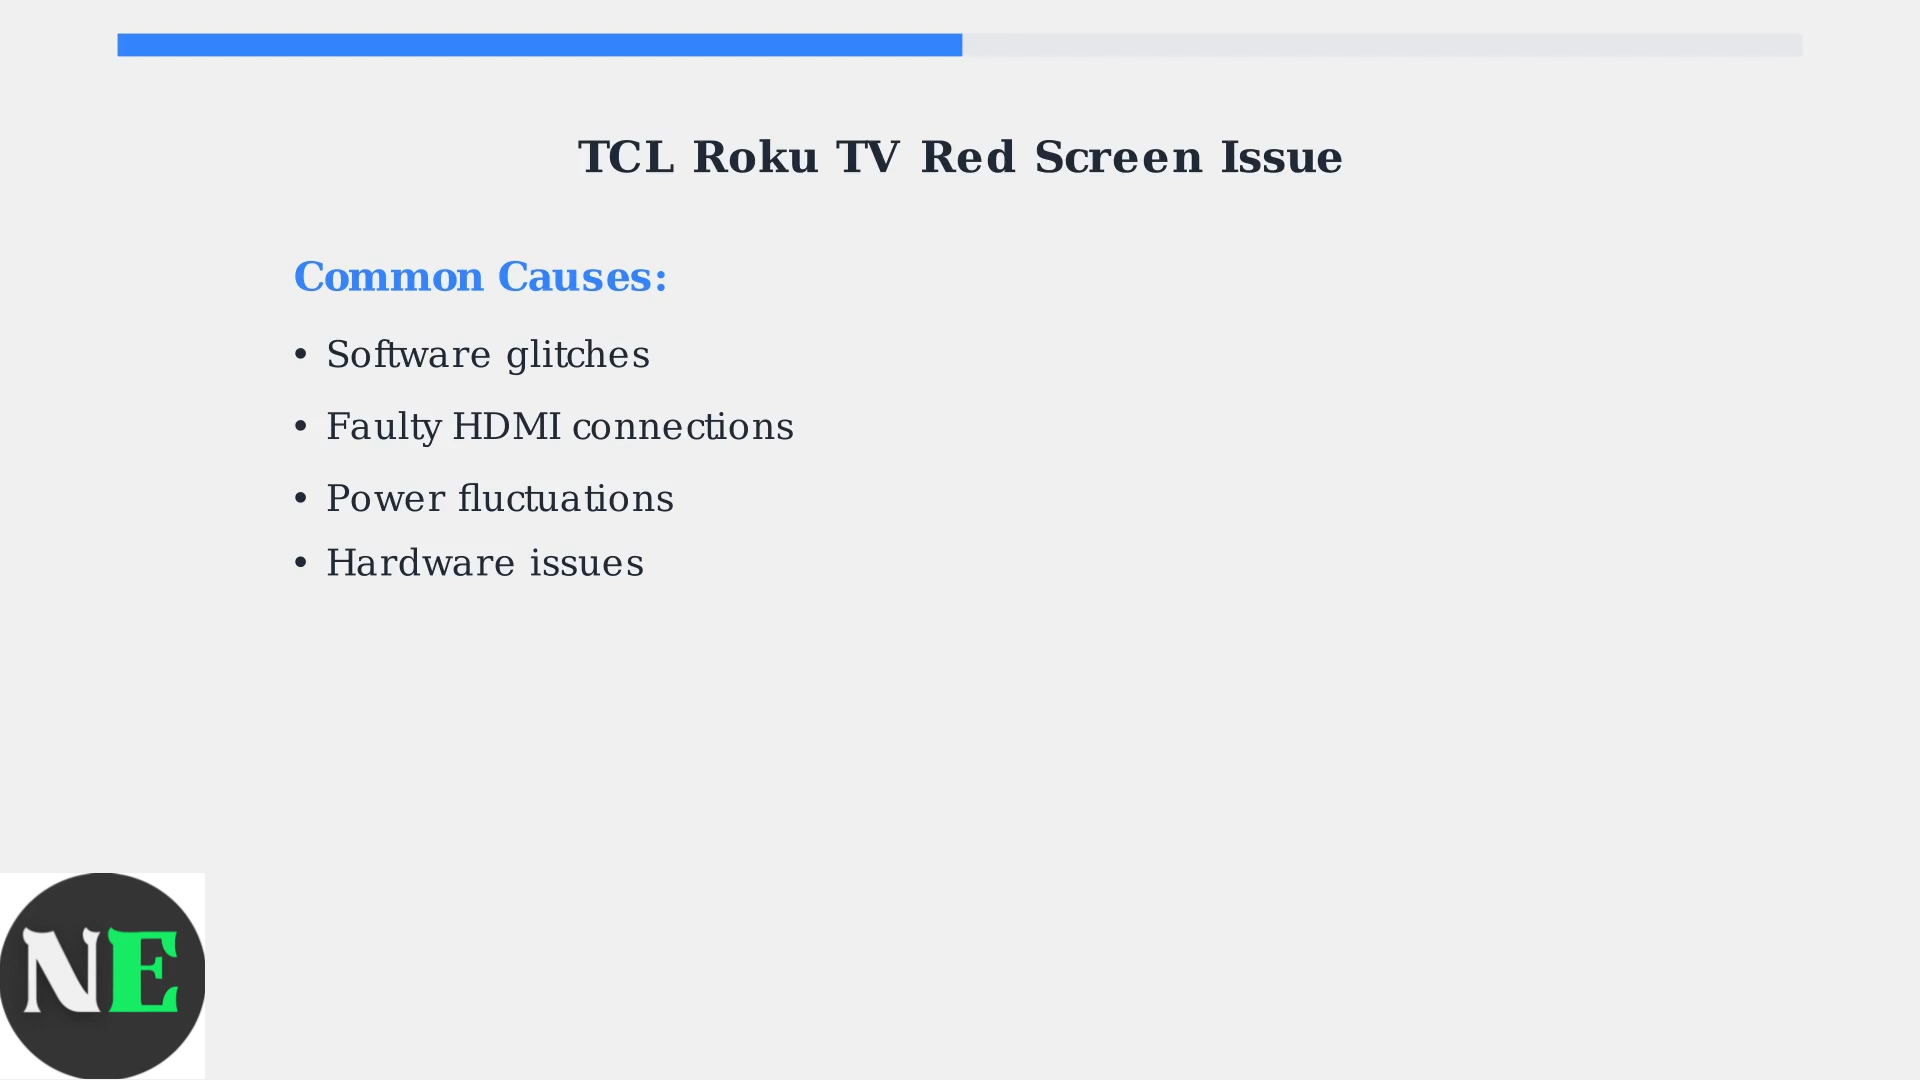 TCL Roku TV Red Screen Issue
Common Causes:
• Software glitches
• Faulty HDMI connections
• Power fluctuations
• Hardware issues
NE